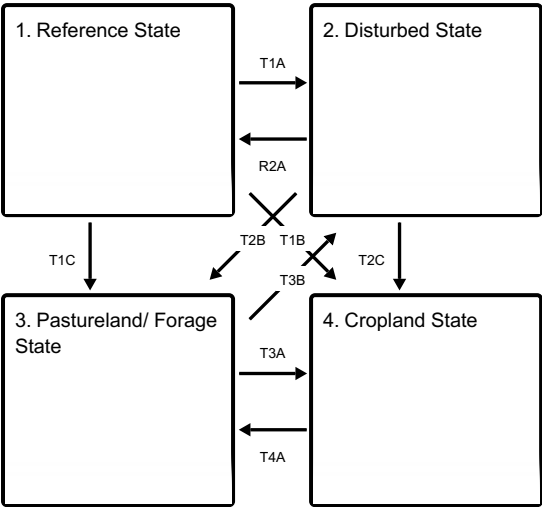 1. Reference State
2. Disturbed State
T1A
R2A
T2B
T1B
T1C
T2C
T3B
3. Pastureland/ Forage
State
4. Cropland State
T3A
T4A